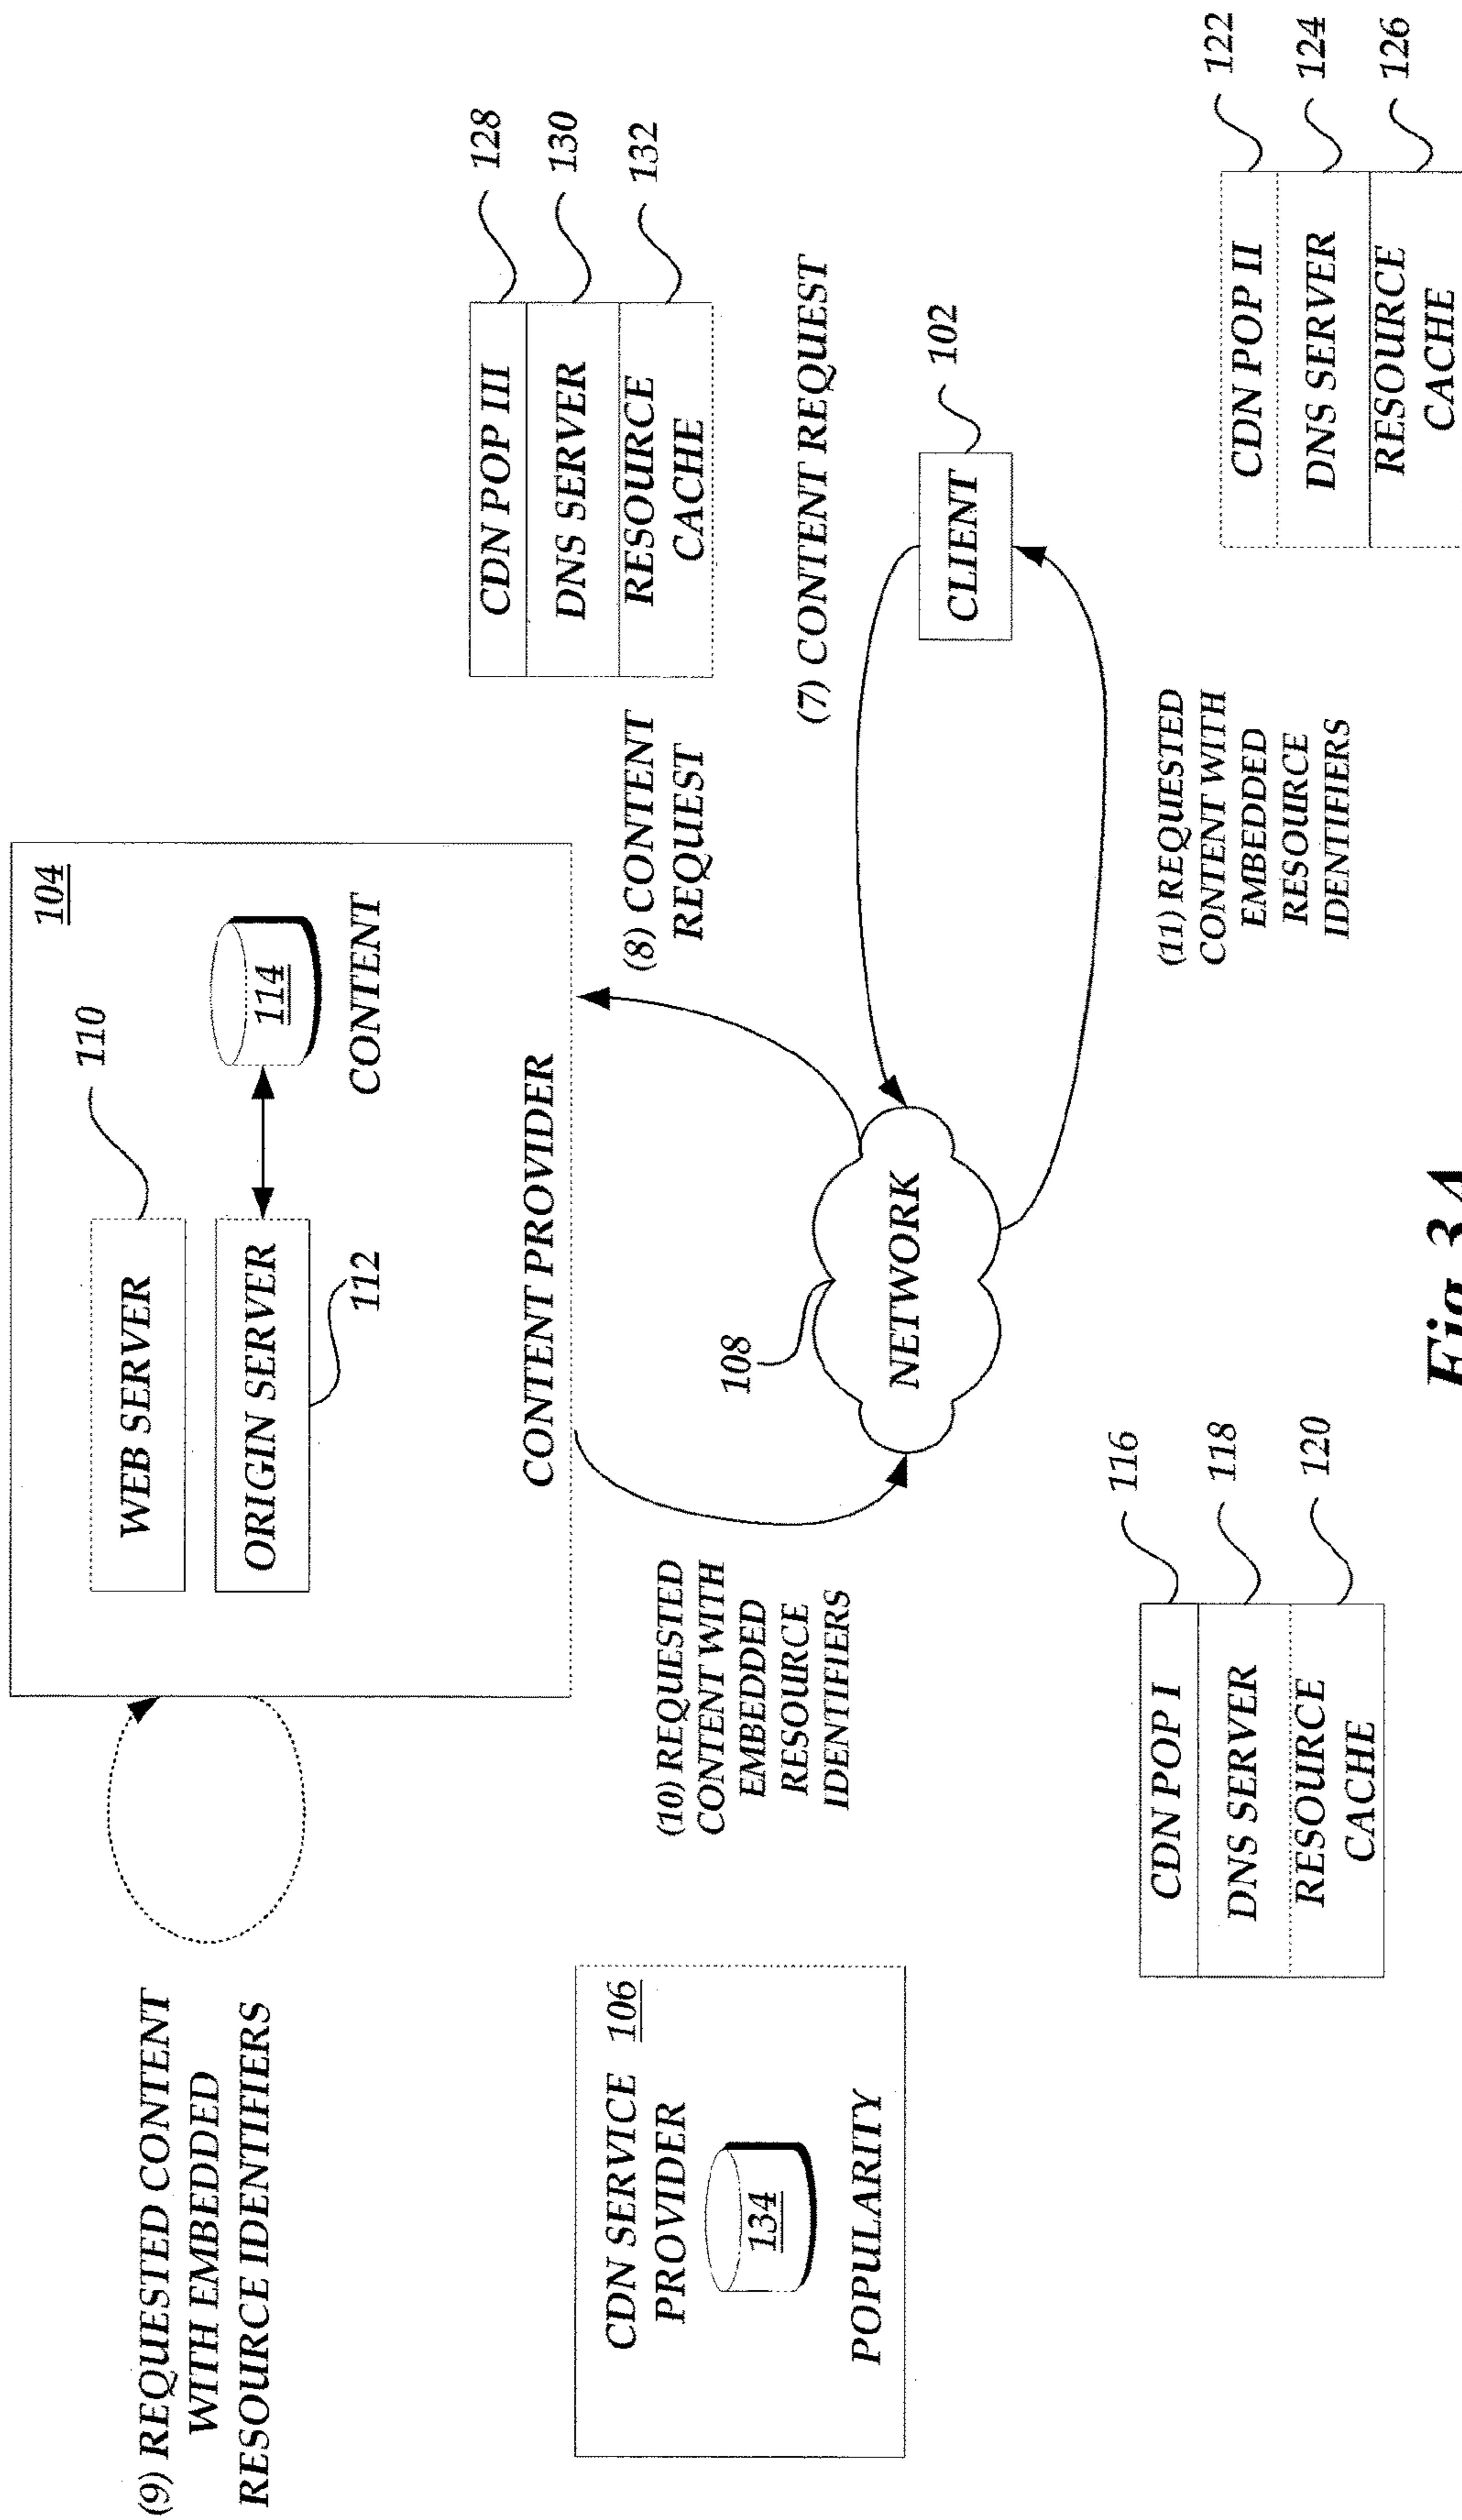 (9) REQUESTED CONTENT
WITH EMBEDDED
RESOURCE IDENTIFIERS
104
WEB SERVER
110
ORIGIN SERVER
112
114
CONTENT
CONTENT PROVIDER
CDN SERVICE 106
PROVIDER
134
POPULARITY
(10) REQUESTED
CONTENT WITH
EMBEDDED
RESOURCE
IDENTIFIERS
(8) CONTENT
REQUEST
CDN POP III
128
DNS SERVER
130
RESOURCE
CACHE
132
108
NETWORK
(7) CONTENT REQUEST
CLIENT
102
(11) REQUESTED
CONTENT WITH
EMBEDDED
RESOURCE
IDENTIFIERS
CDN POP I
116
DNS SERVER
118
RESOURCE
CACHE
120
CDN POP II
122
DNS SERVER
124
RESOURCE
CACHE
126
Fig. 3A